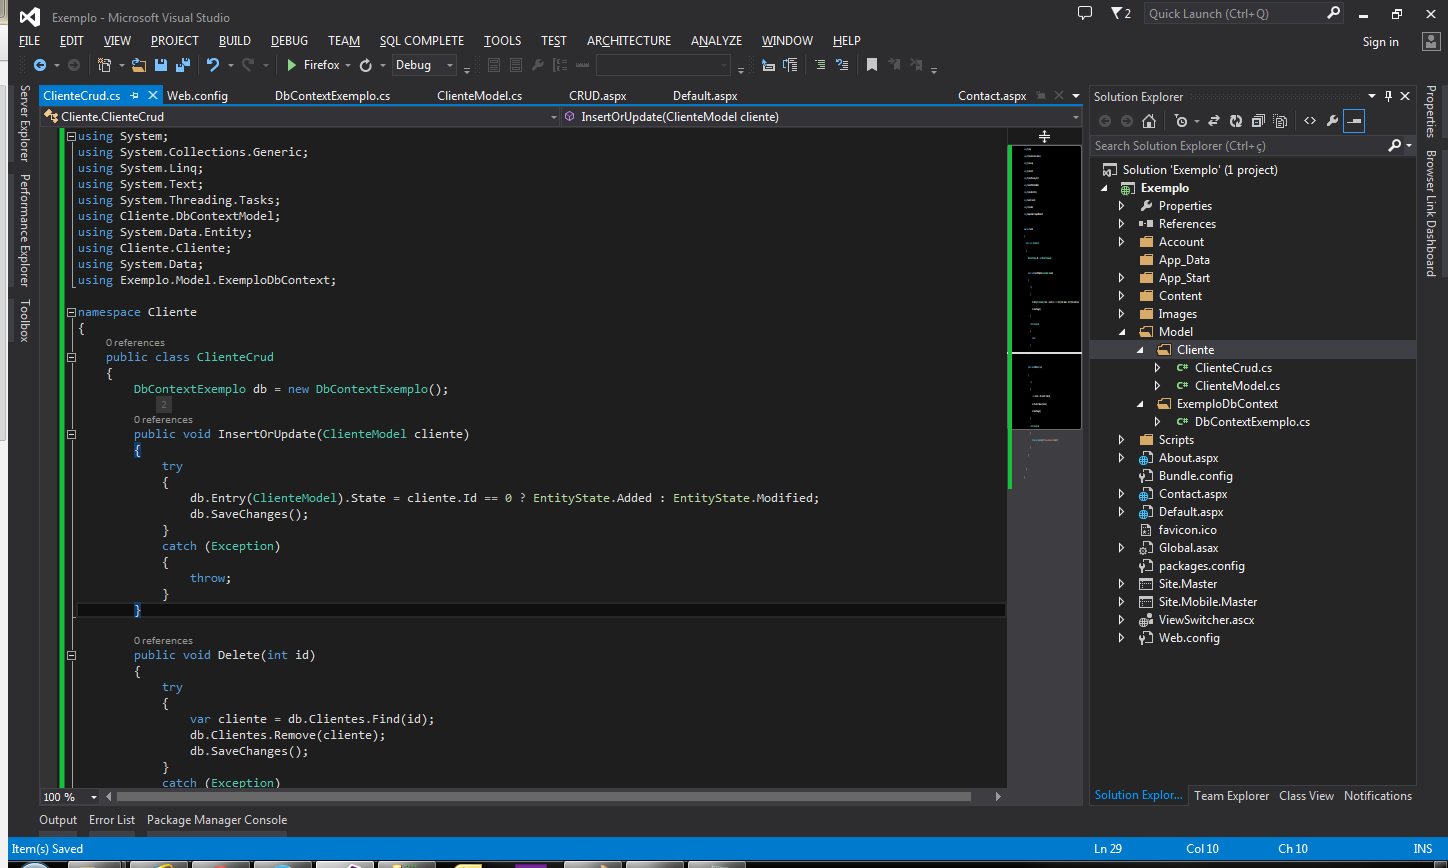 Exemplo - Microsoft Visual Studio
2
Quick Launch (Ctrl+Q)
FILE EDIT VIEW PROJECT BUILD DEBUG TEAM SQL COMPLETE TOOLS TEST ARCHITECTURE ANALYZE WINDOW HELP
Sign in
Firefox Debug
Server Explorer
Performance Explorer
Toolbox
ClienteCrud.cs Web.config DbContextExemplo.cs ClienteModel.cs CRUD.aspx Default.aspx Contact.aspx
Cliente.ClienteCrud InsertOrUpdate(ClienteModel cliente)
using System;
using System.Collections.Generic;
using System.Linq;
using System.Text;
using System.Threading.Tasks;
using Cliente.DbContextModel;
using System.Data.Entity;
using Cliente.Cliente;
using System.Data;
using Exemplo.Model.ExemploDbContext;
namespace Cliente
{
0 references
public class ClienteCrud
{
DbContextExemplo db = new DbContextExemplo();
2
0 references
public void InsertOrUpdate(ClienteModel cliente)
{
try
{
db.Entry(ClienteModel).State = cliente.Id == 0 ? EntityState.Added : EntityState.Modified;
db.SaveChanges();
}
catch (Exception)
{
throw;
}
}
0 references
public void Delete(int id)
{
try
{
var cliente = db.Clientes.Find(id);
db.Clientes.Remove(cliente);
db.SaveChanges();
}
catch (Exception)
100 %
Solution Explorer
Search Solution Explorer (Ctrl+ç)
Solution 'Exemplo' (1 project)
Exemplo
Properties
References
Account
App_Data
App_Start
Content
Images
Model
Cliente
C# ClienteCrud.cs
C# ClienteModel.cs
ExemploDbContext
C# DbContextExemplo.cs
Scripts
About.aspx
Bundle.config
Contact.aspx
Default.aspx
favicon.ico
Global.asax
packages.config
Site.Master
Site.Mobile.Master
ViewSwitcher.ascx
Web.config
Solution Explor... Team Explorer Class View Notifications
Properties
Browser Link Dashboard
Output Error List Package Manager Console
Item(s) Saved
Ln 29 Col 10 Ch 10 INS